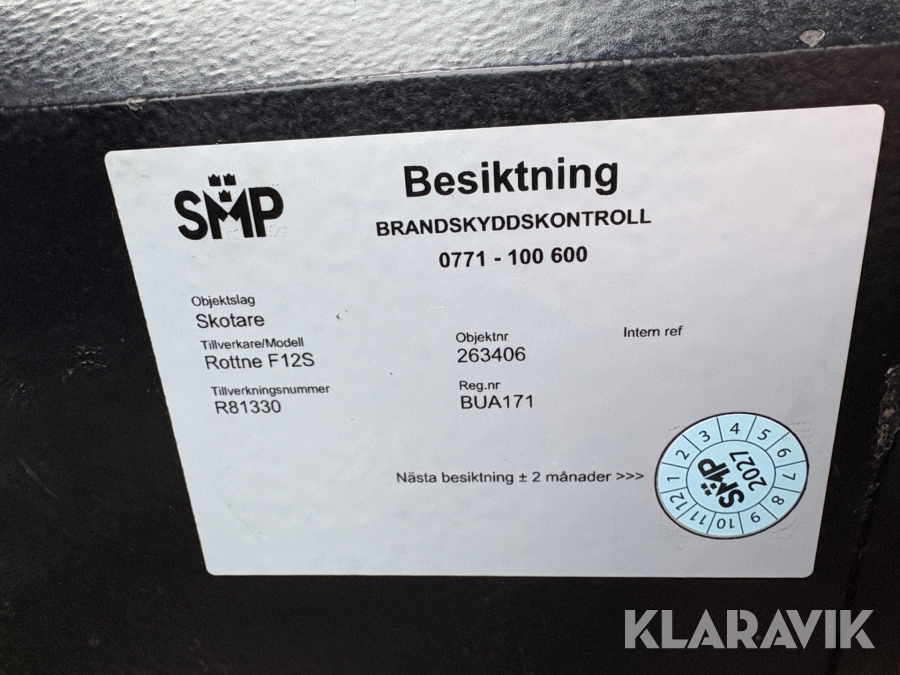 SMP
Besiktning
BRANDSKYDDSKONTROLL
0771 - 100 600
Objektslag
Skotare
Tillverkare/Modell
Rottne F12S
Objektnr
263406
Intern ref
Tillverkningsnummer
R81330
Reg.nr
BUA171
Nästa besiktning ± 2 månader >>>
1 2 3 4 5 6 7 8 9 10 11 12
SMP
2027
KLARAVIK